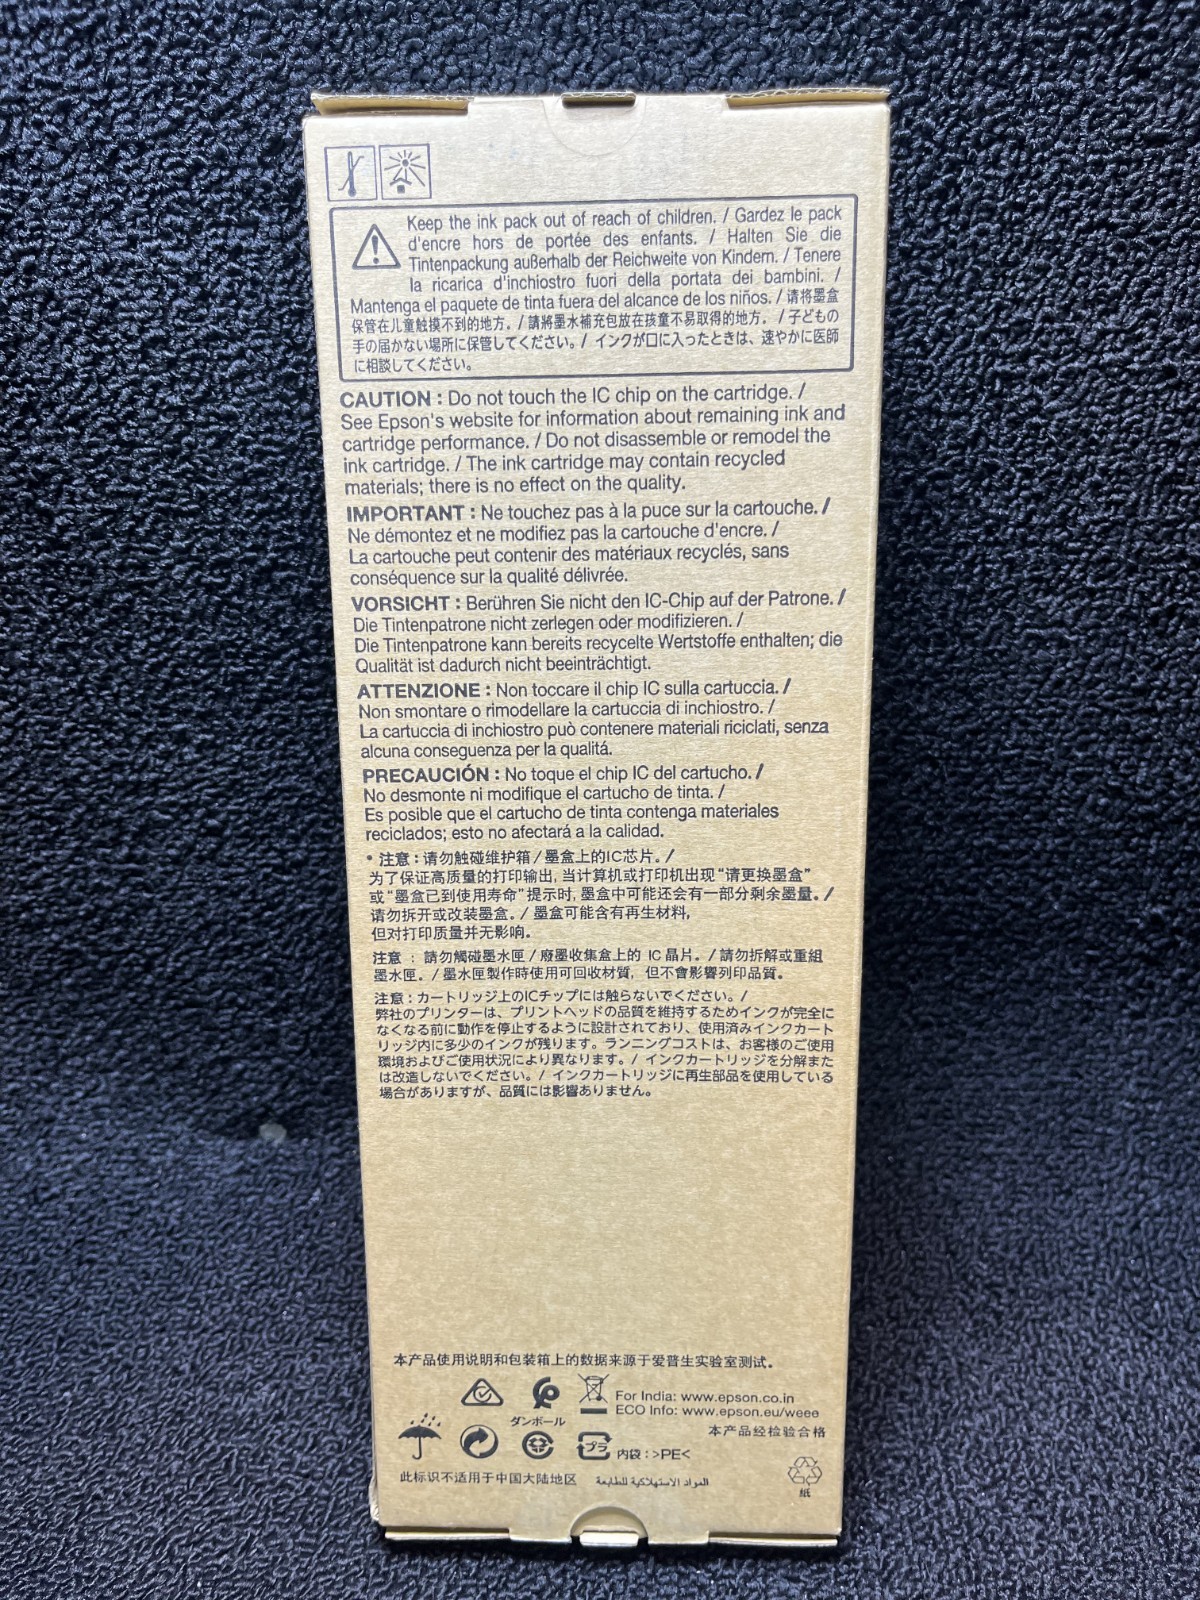 Keep the ink pack out of reach of children. / Gardez le pack
d'encre hors de portée des enfants. / Halten Sie die
Tintenpackung außerhalb der Reichweite von Kindern. / Tenere
la ricarica d'inchiostro fuori della portata dei bambini. /
Mantenga el paquete de tinta fuera del alcance de los niños. / 请将墨盒
保管在儿童触摸不到的地方. / 請將墨水補充包放在孩童不易取得的地方. / 子どもの
手の届かない場所に保管してください。/ インクが口に入ったときは、速やかに医師
に相談してください。
CAUTION : Do not touch the IC chip on the cartridge. /
See Epson's website for information about remaining ink and
cartridge performance. / Do not disassemble or remodel the
ink cartridge. / The ink cartridge may contain recycled
materials; there is no effect on the quality.
IMPORTANT : Ne touchez pas à la puce sur la cartouche. /
Ne démontez et ne modifiez pas la cartouche d'encre. /
La cartouche peut contenir des matériaux recyclés, sans
conséquence sur la qualité délivrée.
VORSICHT : Berühren Sie nicht den IC-Chip auf der Patrone. /
Die Tintenpatrone nicht zerlegen oder modifizieren. /
Die Tintenpatrone kann bereits recycelte Wertstoffe enthalten; die
Qualität ist dadurch nicht beeinträchtigt.
ATTENZIONE : Non toccare il chip IC sulla cartuccia. /
Non smontare o rimodellare la cartuccia di inchiostro. /
La cartuccia di inchiostro può contenere materiali riciclati, senza
alcuna conseguenza per la qualitá.
PRECAUCIÓN : No toque el chip IC del cartucho. /
No desmonte ni modifique el cartucho de tinta. /
Es posible que el cartucho de tinta contenga materiales
reciclados; esto no afectará a la calidad.
• 注意 : 请勿触碰维护箱 / 墨盒上的IC芯片. /
为了保证高质量的打印输出, 当计算机或打印机出现“请更换墨盒”
或“墨盒已到使用寿命”提示时, 墨盒中可能还会有一部分剩余墨量. /
请勿拆开或改装墨盒. / 墨盒可能含有再生材料,
但对打印质量并无影响.
注意 : 請勿觸碰墨水匣 / 廢墨收集盒上的 IC 晶片. / 請勿拆解或重組
墨水匣. / 墨水匣製作時使用可回收材質, 但不會影響列印品質.
注意 : カートリッジ上のICチップには触らないでください。/
弊社のプリンターは、プリントヘッドの品質を維持するためインクが完全に
なくなる前に動作を停止するように設計されており、使用済みインクカート
リッジ内に多少のインクが残ります。ランニングコストは、お客様のご使用
環境およびご使用状況により異なります。/ インクカートリッジを分解また
は改造しないでください。/ インクカートリッジに再生部品を使用している
場合がありますが、品質には影響ありません。
本产品使用说明和包装箱上的数据来源于爱普生实验室测试.
For India: www.epson.co.in
ECO Info: www.epson.eu/weee
ダンボール
本产品经检验合格
プラ
内袋 : >PE<
此标识不适用于中国大陆地区
المواد الاستهلاكية للطابعة
紙